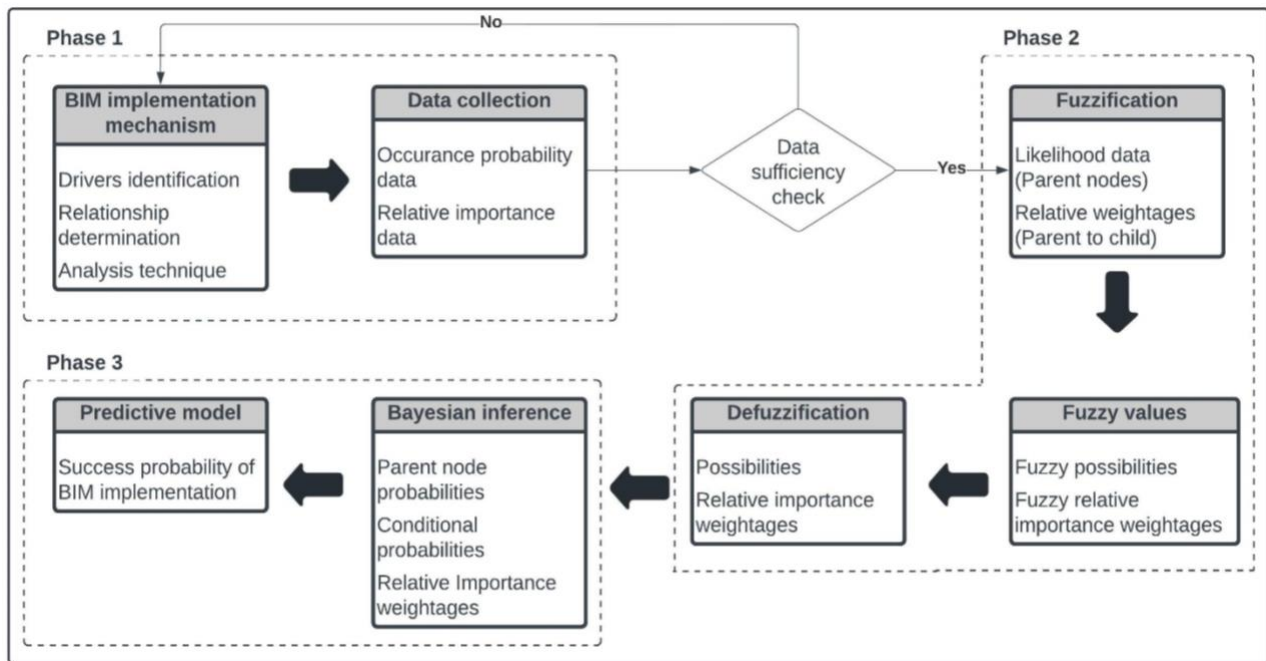 No
Phase 1
BIM implementation
mechanism
Drivers identification
Relationship
determination
Analysis technique
Data collection
Occurance probability
data
Relative importance
data
Data
sufficiency
check
Yes
Phase 2
Fuzzification
Likelihood data
(Parent nodes)
Relative weightages
(Parent to child)
Fuzzy values
Fuzzy possibilities
Fuzzy relative
importance weightages
Defuzzification
Possibilities
Relative importance
weightages
Phase 3
Bayesian inference
Parent node
probabilities
Conditional
probabilities
Relative Importance
weightages
Predictive model
Success probability of
BIM implementation